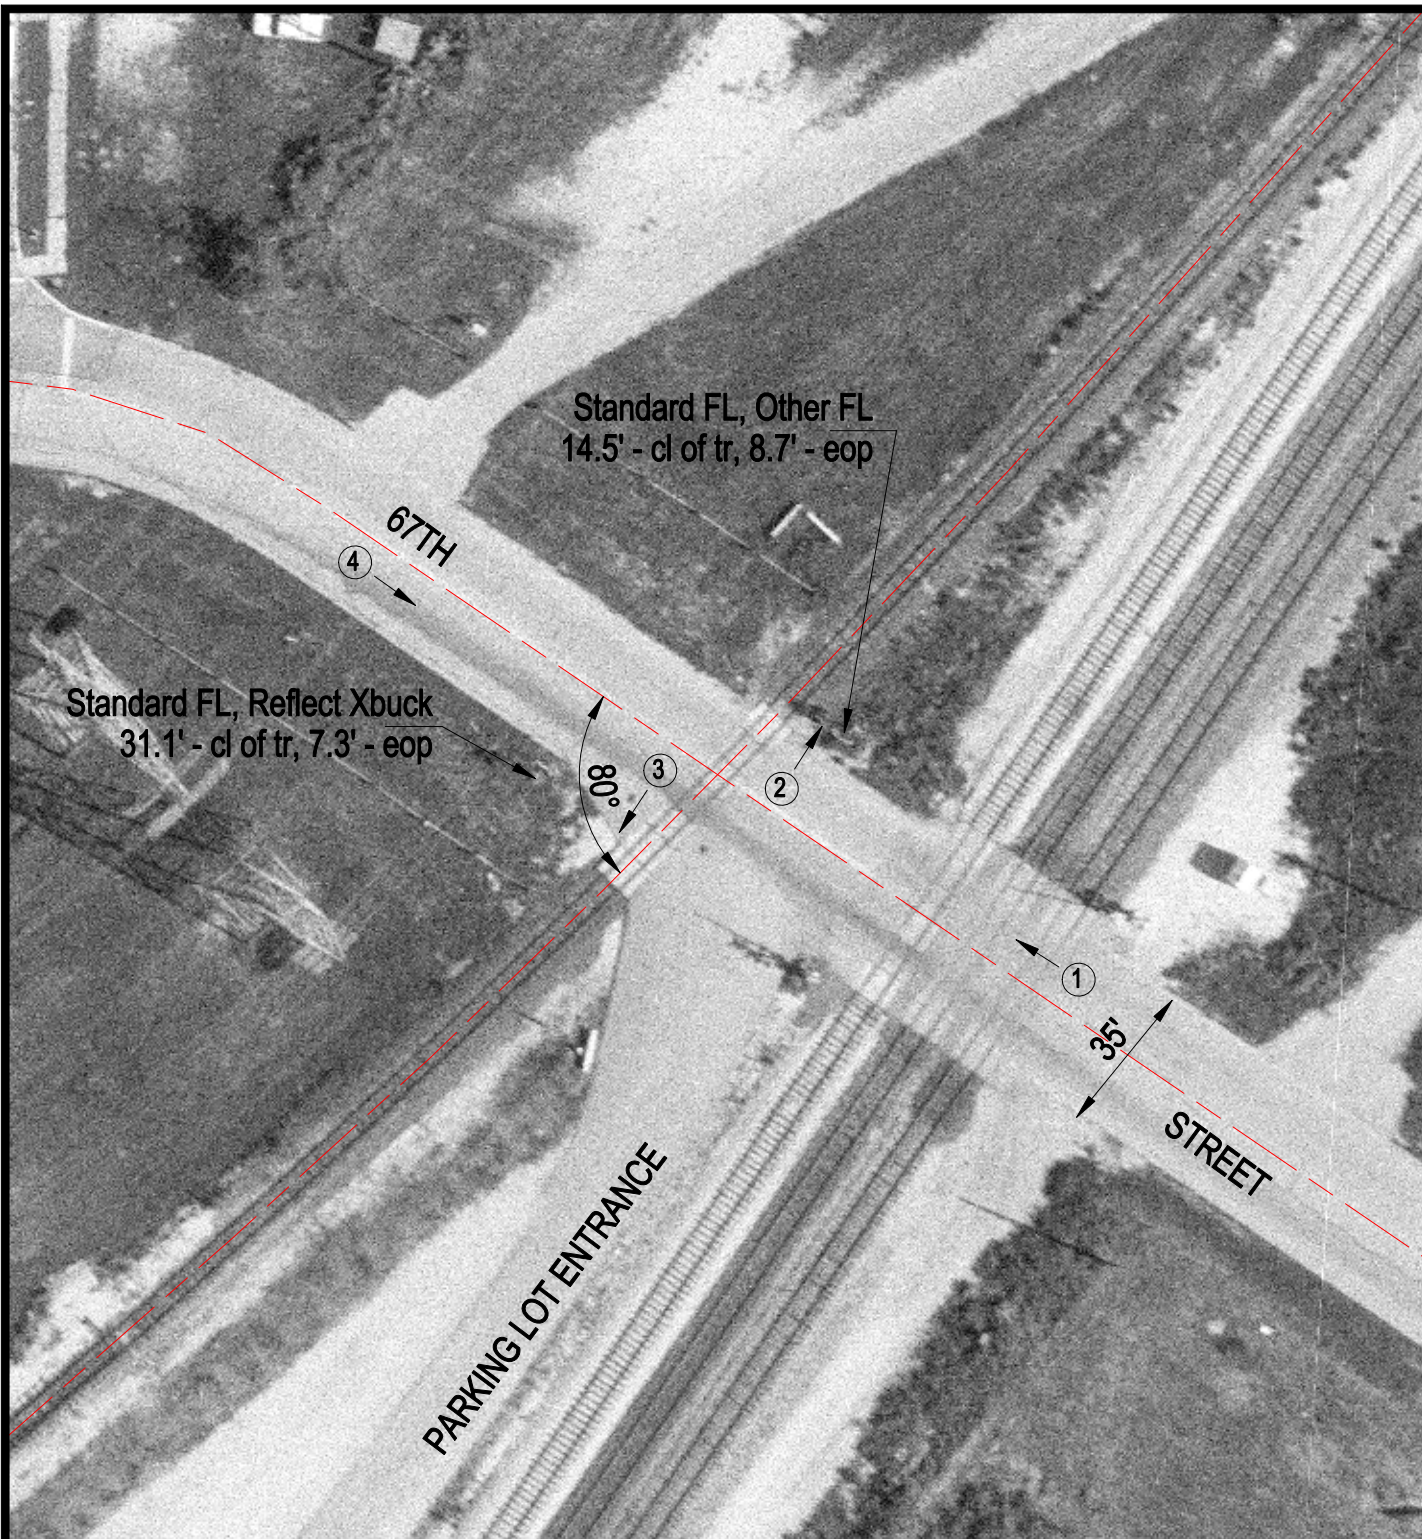 Standard FL, Other FL
14.5' - cl of tr, 8.7' - eop
67TH
4
Standard FL, Reflect Xbuck
31.1' - cl of tr, 7.3' - eop
80°
3
2
1
35'
STREET
PARKING LOT ENTRANCE